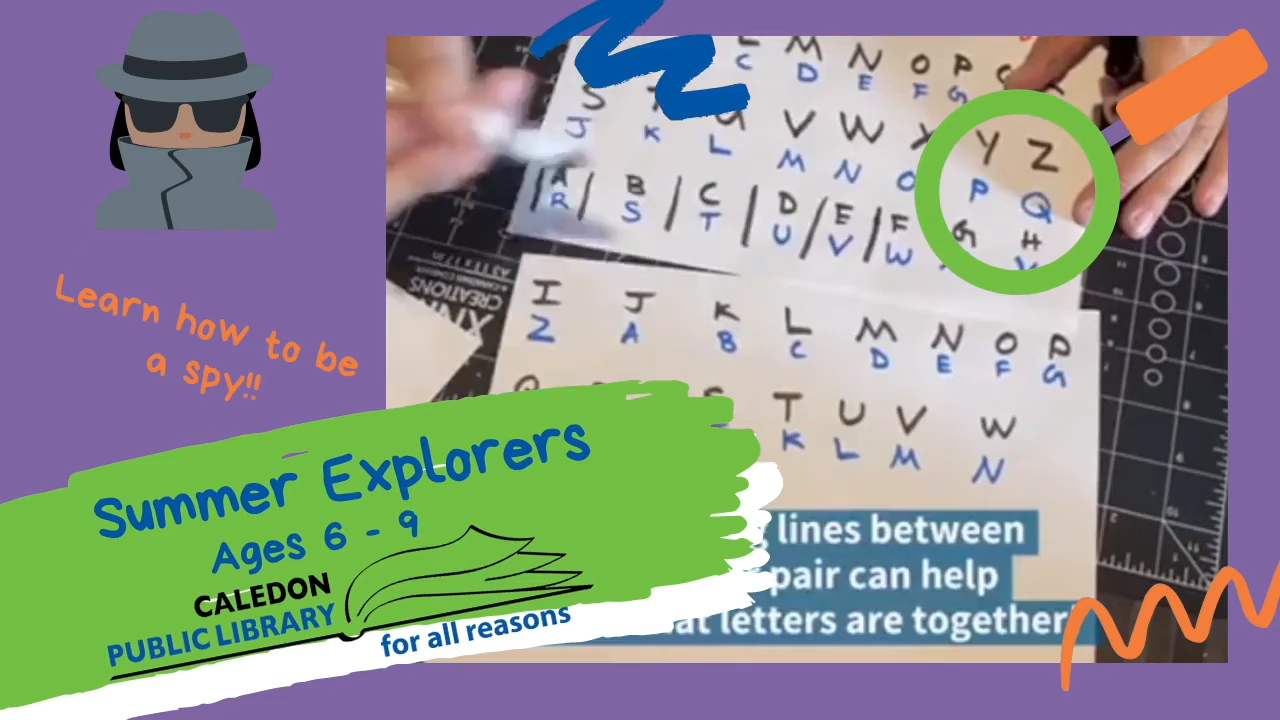 L M N O P
C D E F G
S T U V W X Y Z
J K L M N O P Q
A B C D E F G H
R S T U V W
I J K L M N O P
Z A B C D E F G
T U V W
K L M N
CREATIONS
lines between
pair can help
letters are together
Learn how to be
a spy!!
Summer Explorers
Ages 6 - 9
CALEDON
PUBLIC LIBRARY
for all reasons